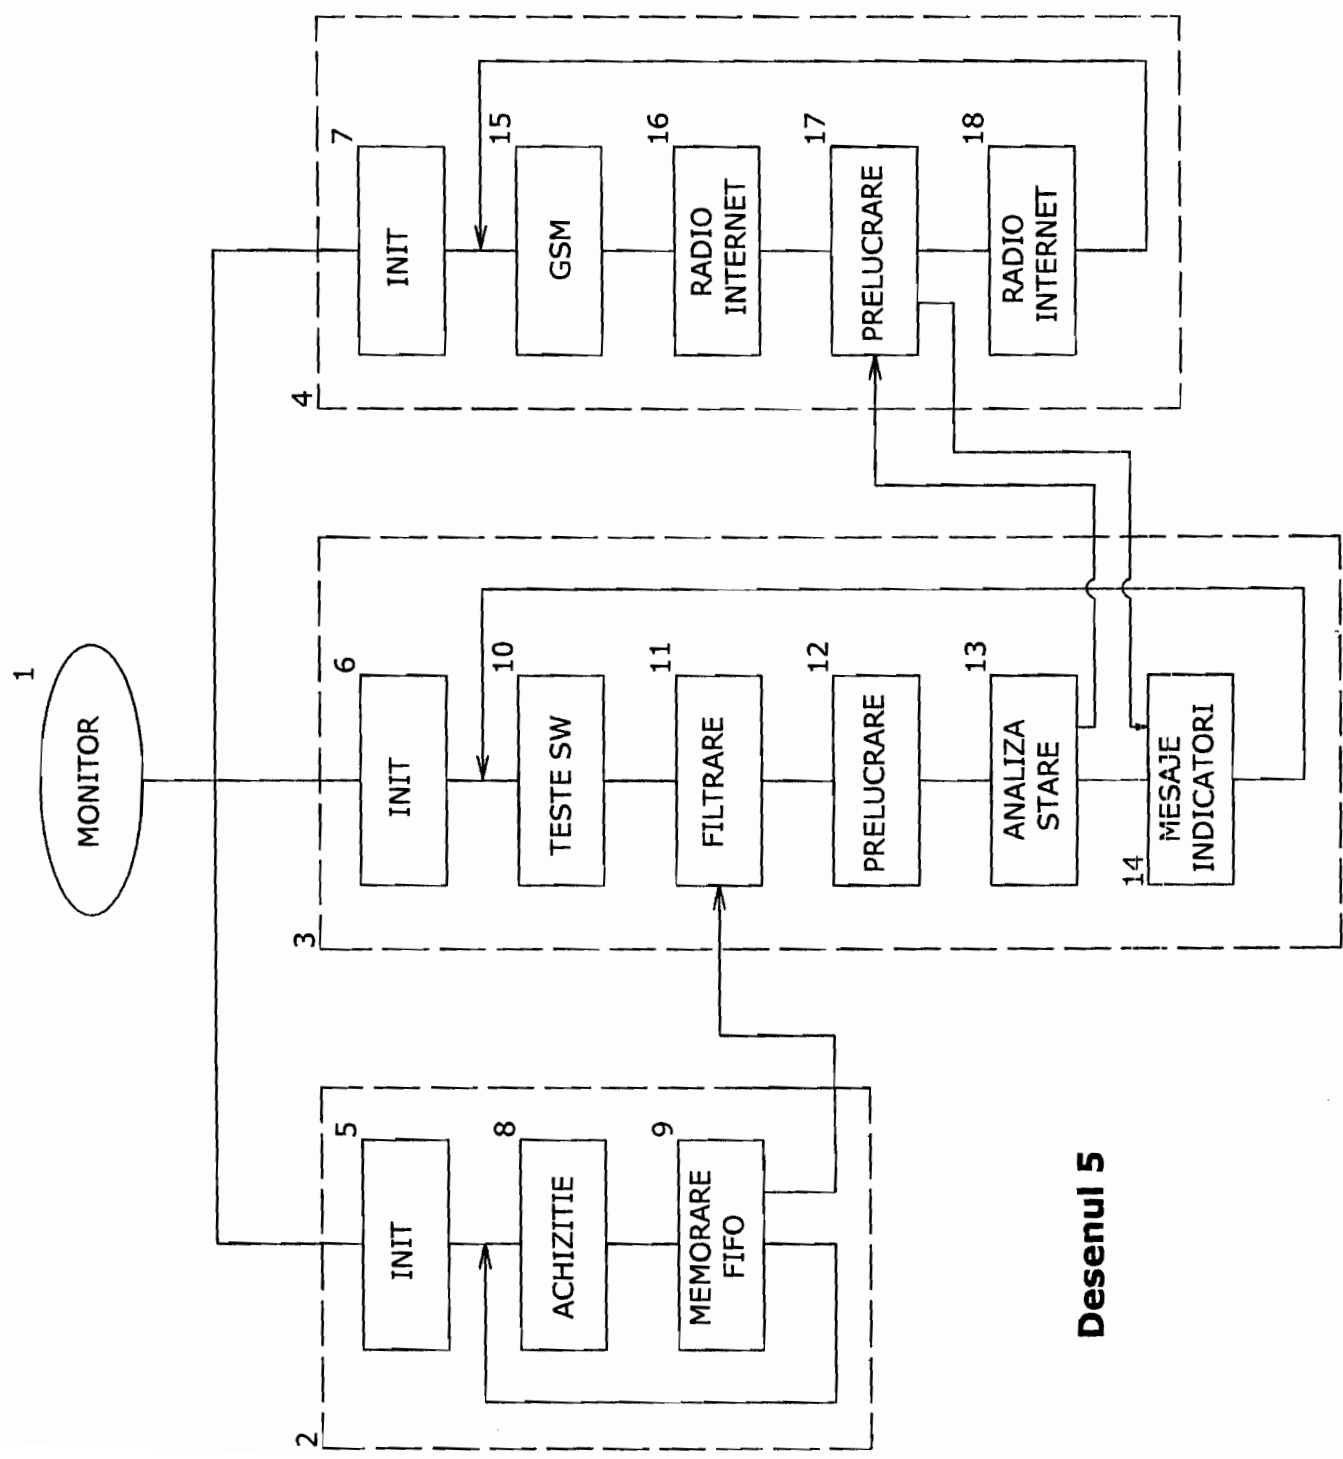 1
MONITOR
2
5
INIT
8
ACHIZITIE
9
MEMORARE
FIFO
3
6
INIT
10
TESTE SW
11
FILTRARE
12
PRELUCRARE
13
ANALIZA
STARE
14
MESAJE
INDICATORI
4
7
INIT
15
GSM
16
RADIO
INTERNET
17
PRELUCRARE
18
RADIO
INTERNET
Desenul 5